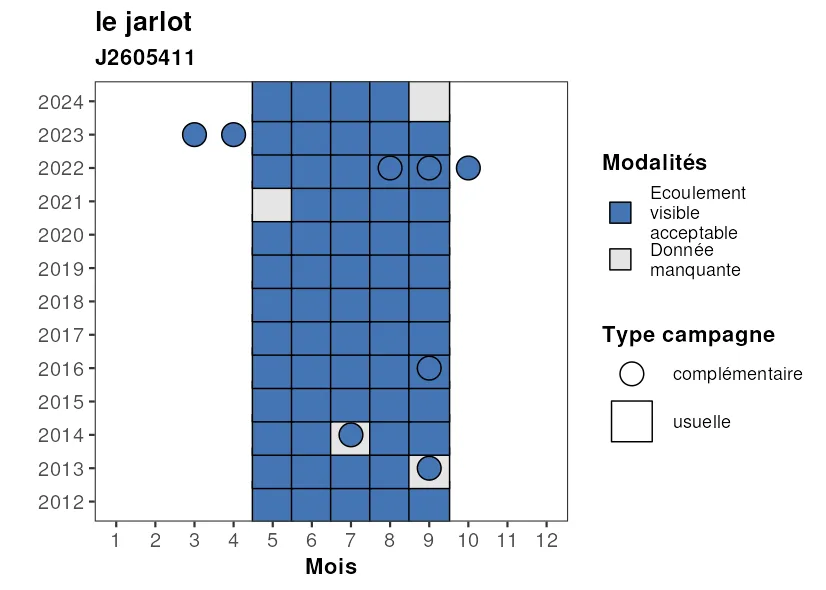 le jarlot
J2605411
2024
2023
2022
2021
2020
2019
2018
2017
2016
2015
2014
2013
2012
1 2 3 4 5 6 7 8 9 10 11 12
Mois
Modalités
Ecoulement
visible
acceptable
Donnée
manquante
Type campagne
complémentaire
usuelle